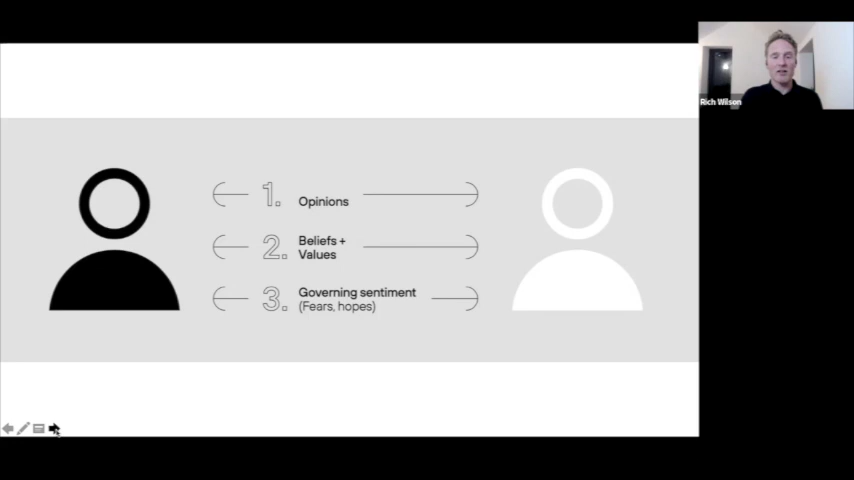 Rich Wilson
1. Opinions
2. Beliefs +
Values
3. Governing sentiment
(Fears, hopes)